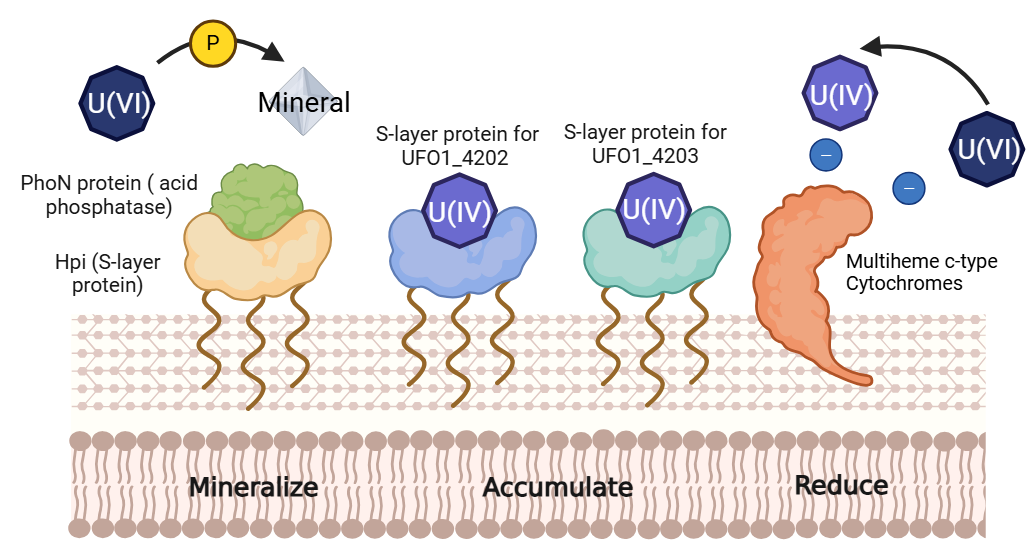 P
U(VI)
Mineral
U(IV)
U(VI)
−
−
S-layer protein for
UFO1_4202
S-layer protein for
UFO1_4203
U(IV)
U(IV)
PhoN protein ( acid
phosphatase)
Hpi (S-layer
protein)
Multiheme c-type
Cytochromes
Mineralize
Accumulate
Reduce